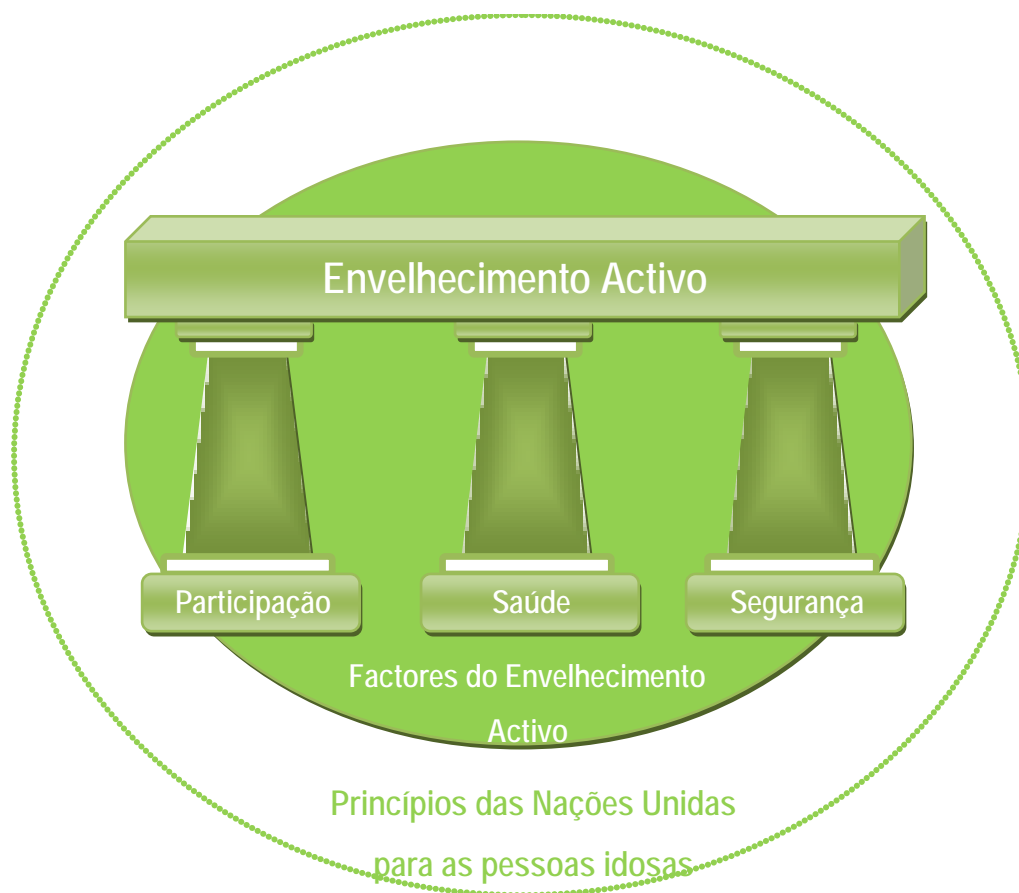 Envelhecimento Activo
Participação
Saúde
Segurança
Factores do Envelhecimento
Activo
Princípios das Nações Unidas
para as pessoas idosas